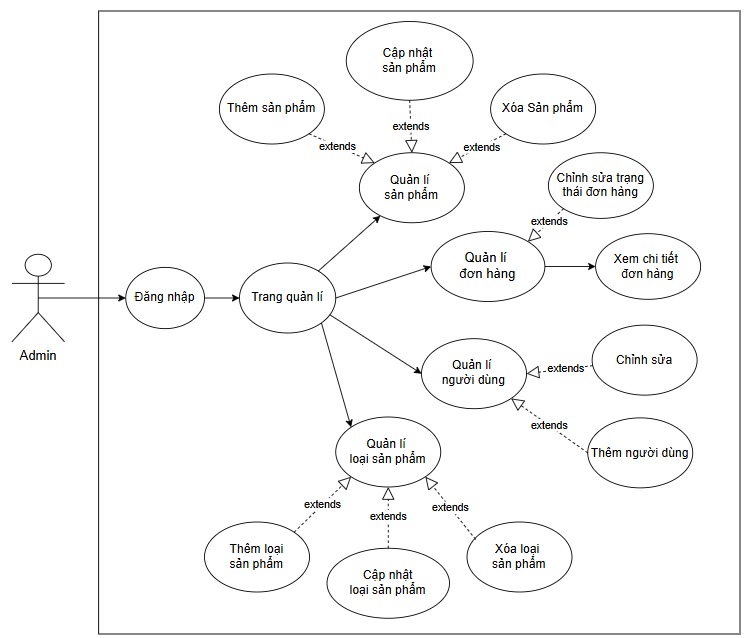 Cập nhật
sản phẩm
Thêm sản phẩm
Xóa Sản phẩm
extends
extends
extends
Quản lí
sản phẩm
Chỉnh sửa trạng
thái đơn hàng
extends
Quản lí
đơn hàng
Xem chi tiết
đơn hàng
Đăng nhập
Trang quản lí
Admin
Quản lí
người dùng
extends
Chỉnh sửa
extends
Thêm người dùng
Quản lí
loại sản phẩm
extends
extends
extends
Thêm loại
sản phẩm
Cập nhật
loại sản phẩm
Xóa loại
sản phẩm